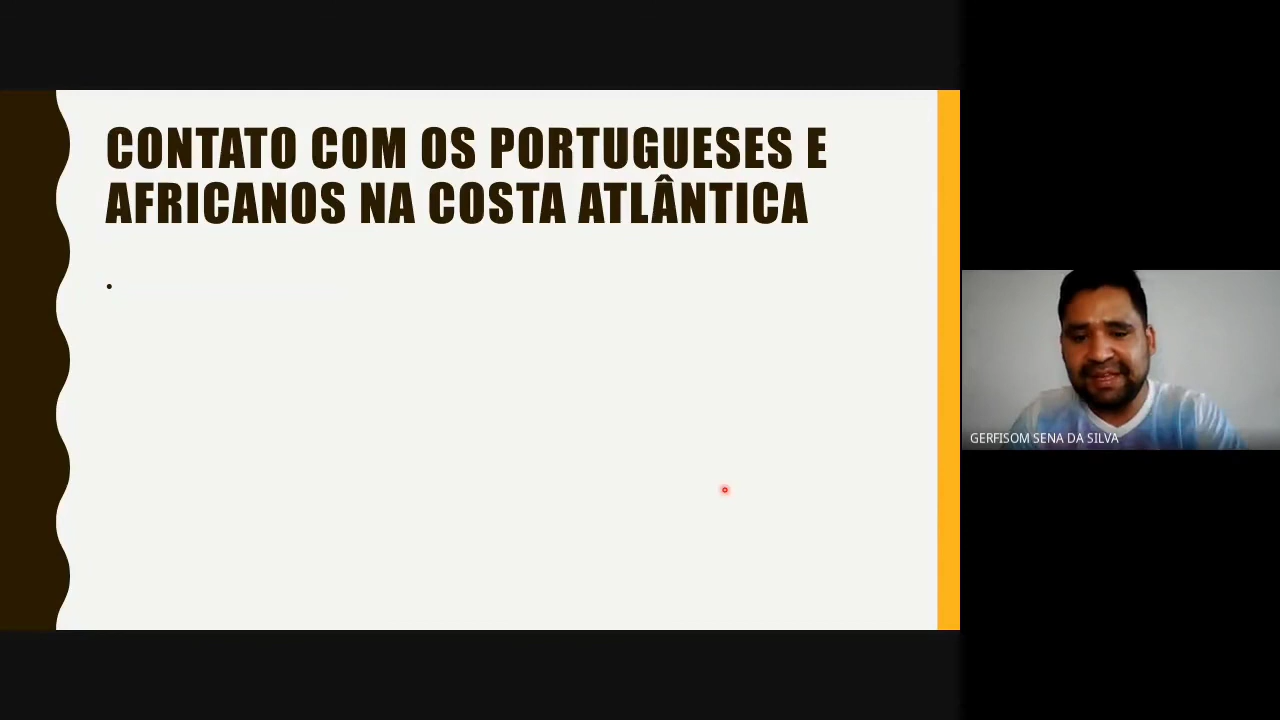 CONTATO COM OS PORTUGUESES E
AFRICANOS NA COSTA ATLÂNTICA
•
GERFISOM SENA DA SILVA